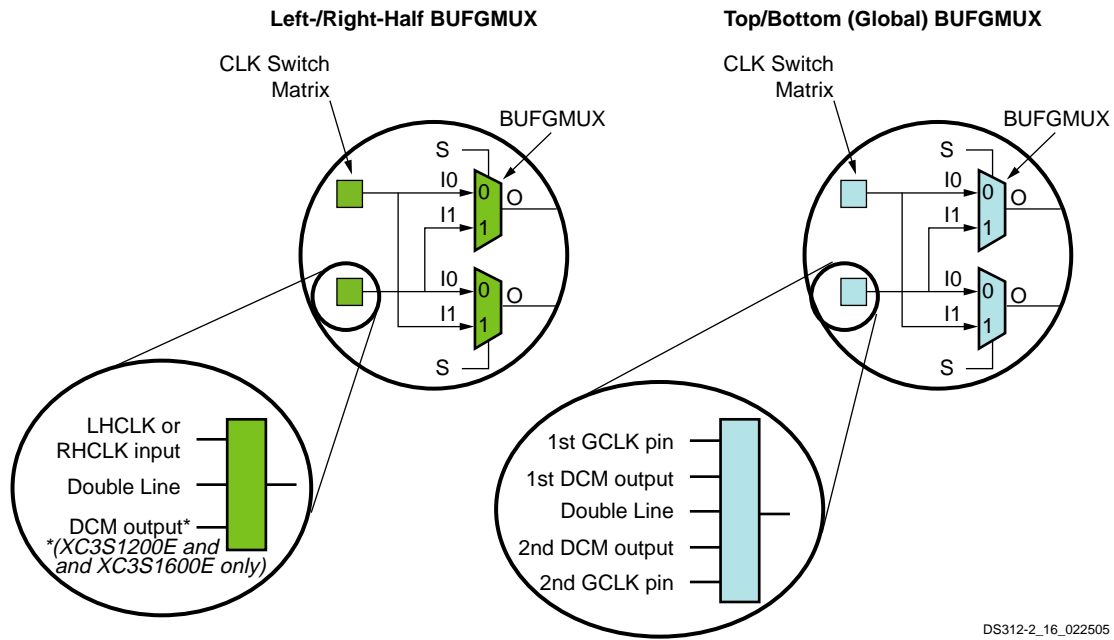 Left-/Right-Half BUFGMUX
CLK Switch
Matrix
BUFGMUX
S
I0
0
O
I1
1
I0
0
O
I1
1
S
LHCLK or
RHCLK input
Double Line
DCM output*
*(XC3S1200E and
and XC3S1600E only)
Top/Bottom (Global) BUFGMUX
CLK Switch
Matrix
BUFGMUX
S
I0
0
O
I1
1
I0
0
O
I1
1
S
1st GCLK pin
1st DCM output
Double Line
2nd DCM output
2nd GCLK pin
DS312-2_16_022505